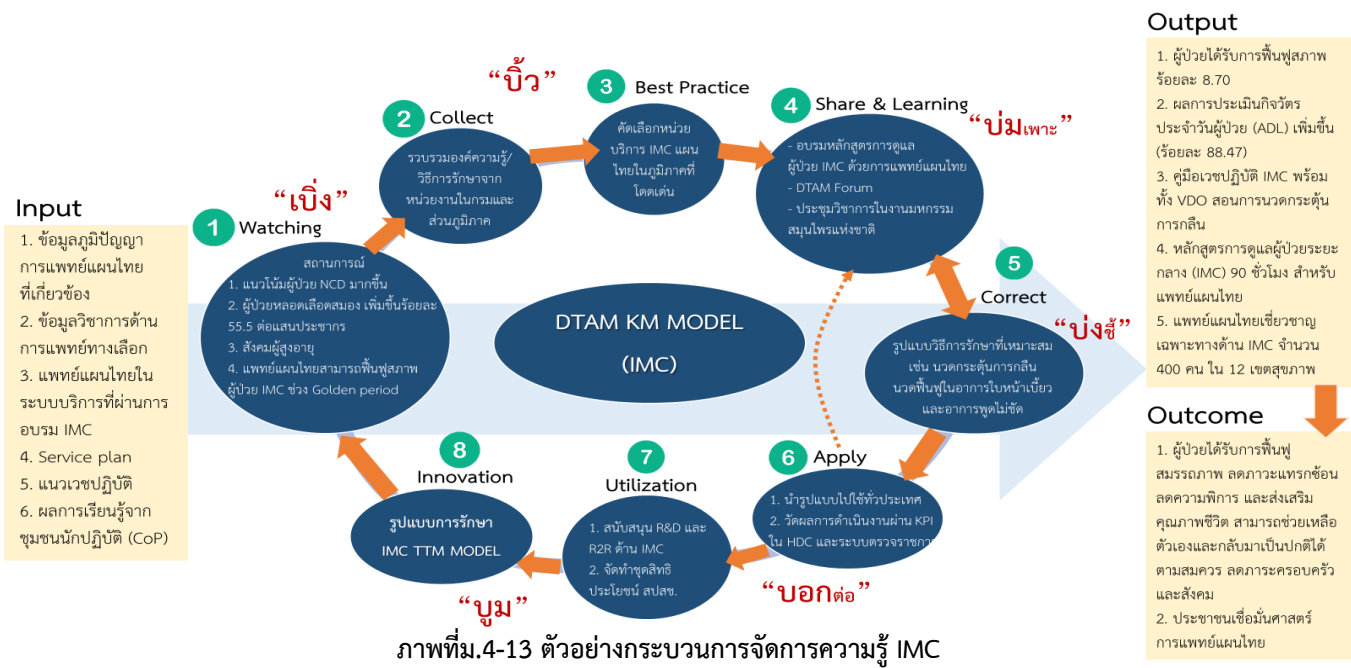 Input
1. ข้อมูลภูมิปัญญา
การแพทย์แผนไทย
ที่เกี่ยวข้อง
2. ข้อมูลวิชาการด้าน
การแพทย์ทางเลือก
3. แพทย์แผนไทยใน
ระบบบริการที่ผ่านการ
อบรม IMC
4. Service plan
5. แนวเวชปฏิบัติ
6. ผลการเรียนรู้จาก
ชุมชนนักปฏิบัติ (CoP)
“เบิ่ง”
1 Watching
สถานการณ์
1. แนวโน้มผู้ป่วย NCD มากขึ้น
2. ผู้ป่วยหลอดเลือดสมอง เพิ่มขึ้นร้อยละ
55.5 ต่อแสนประชากร
3. สังคมผู้สูงอายุ
4. แพทย์แผนไทยสามารถฟื้นฟูสภาพ
ผู้ป่วย IMC ช่วง Golden period
2 Collect
รวบรวมองค์ความรู้/
วิธีการรักษาจาก
หน่วยงานในกรมและ
ส่วนภูมิภาค
“บิ้ว”
3 Best Practice
คัดเลือกหน่วย
บริการ IMC แผน
ไทยในภูมิภาคที่
โดดเด่น
4 Share & Learning
“บ่มเพาะ”
- อบรมหลักสูตรการดูแล
ผู้ป่วย IMC ด้วยการแพทย์แผนไทย
- DTAM Forum
- ประชุมวิชาการในงานมหกรรม
สมุนไพรแห่งชาติ
5
Correct
“บ่งชี้”
รูปแบบวิธีการรักษาที่เหมาะสม
เช่น นวดกระตุ้นการกลืน
นวดฟื้นฟูในอาการใบหน้าเบี้ยว
และอาการพูดไม่ชัด
DTAM KM MODEL
(IMC)
6 Apply
1. นำรูปแบบไปใช้ทั่วประเทศ
2. วัดผลการดำเนินงานผ่าน KPI
ใน HDC และระบบตรวจราชการ
“บอกต่อ”
7
Utilization
1. สนับสนุน R&D และ
R2R ด้าน IMC
2. จัดทำชุดสิทธิ
ประโยชน์ สปสช.
“บูม”
8
Innovation
รูปแบบการรักษา
IMC TTM MODEL
Output
1. ผู้ป่วยได้รับการฟื้นฟูสภาพ
ร้อยละ 8.70
2. ผลการประเมินกิจวัตร
ประจำวันผู้ป่วย (ADL) เพิ่มขึ้น
(ร้อยละ 88.47)
3. คู่มือเวชปฏิบัติ IMC พร้อม
ทั้ง VDO สอนการนวดกระตุ้น
การกลืน
4. หลักสูตรการดูแลผู้ป่วยระยะ
กลาง (IMC) 90 ชั่วโมง สำหรับ
แพทย์แผนไทย
5. แพทย์แผนไทยเชี่ยวชาญ
เฉพาะทางด้าน IMC จำนวน
400 คน ใน 12 เขตสุขภาพ
Outcome
1. ผู้ป่วยได้รับการฟื้นฟู
สมรรถภาพ ลดภาวะแทรกซ้อน
ลดความพิการ และส่งเสริม
คุณภาพชีวิต สามารถช่วยเหลือ
ตัวเองและกลับมาเป็นปกติได้
ตามสมควร ลดภาระครอบครัว
และสังคม
2. ประชาชนเชื่อมั่นศาสตร์
การแพทย์แผนไทย
ภาพที่ม.4-13 ตัวอย่างกระบวนการจัดการความรู้ IMC